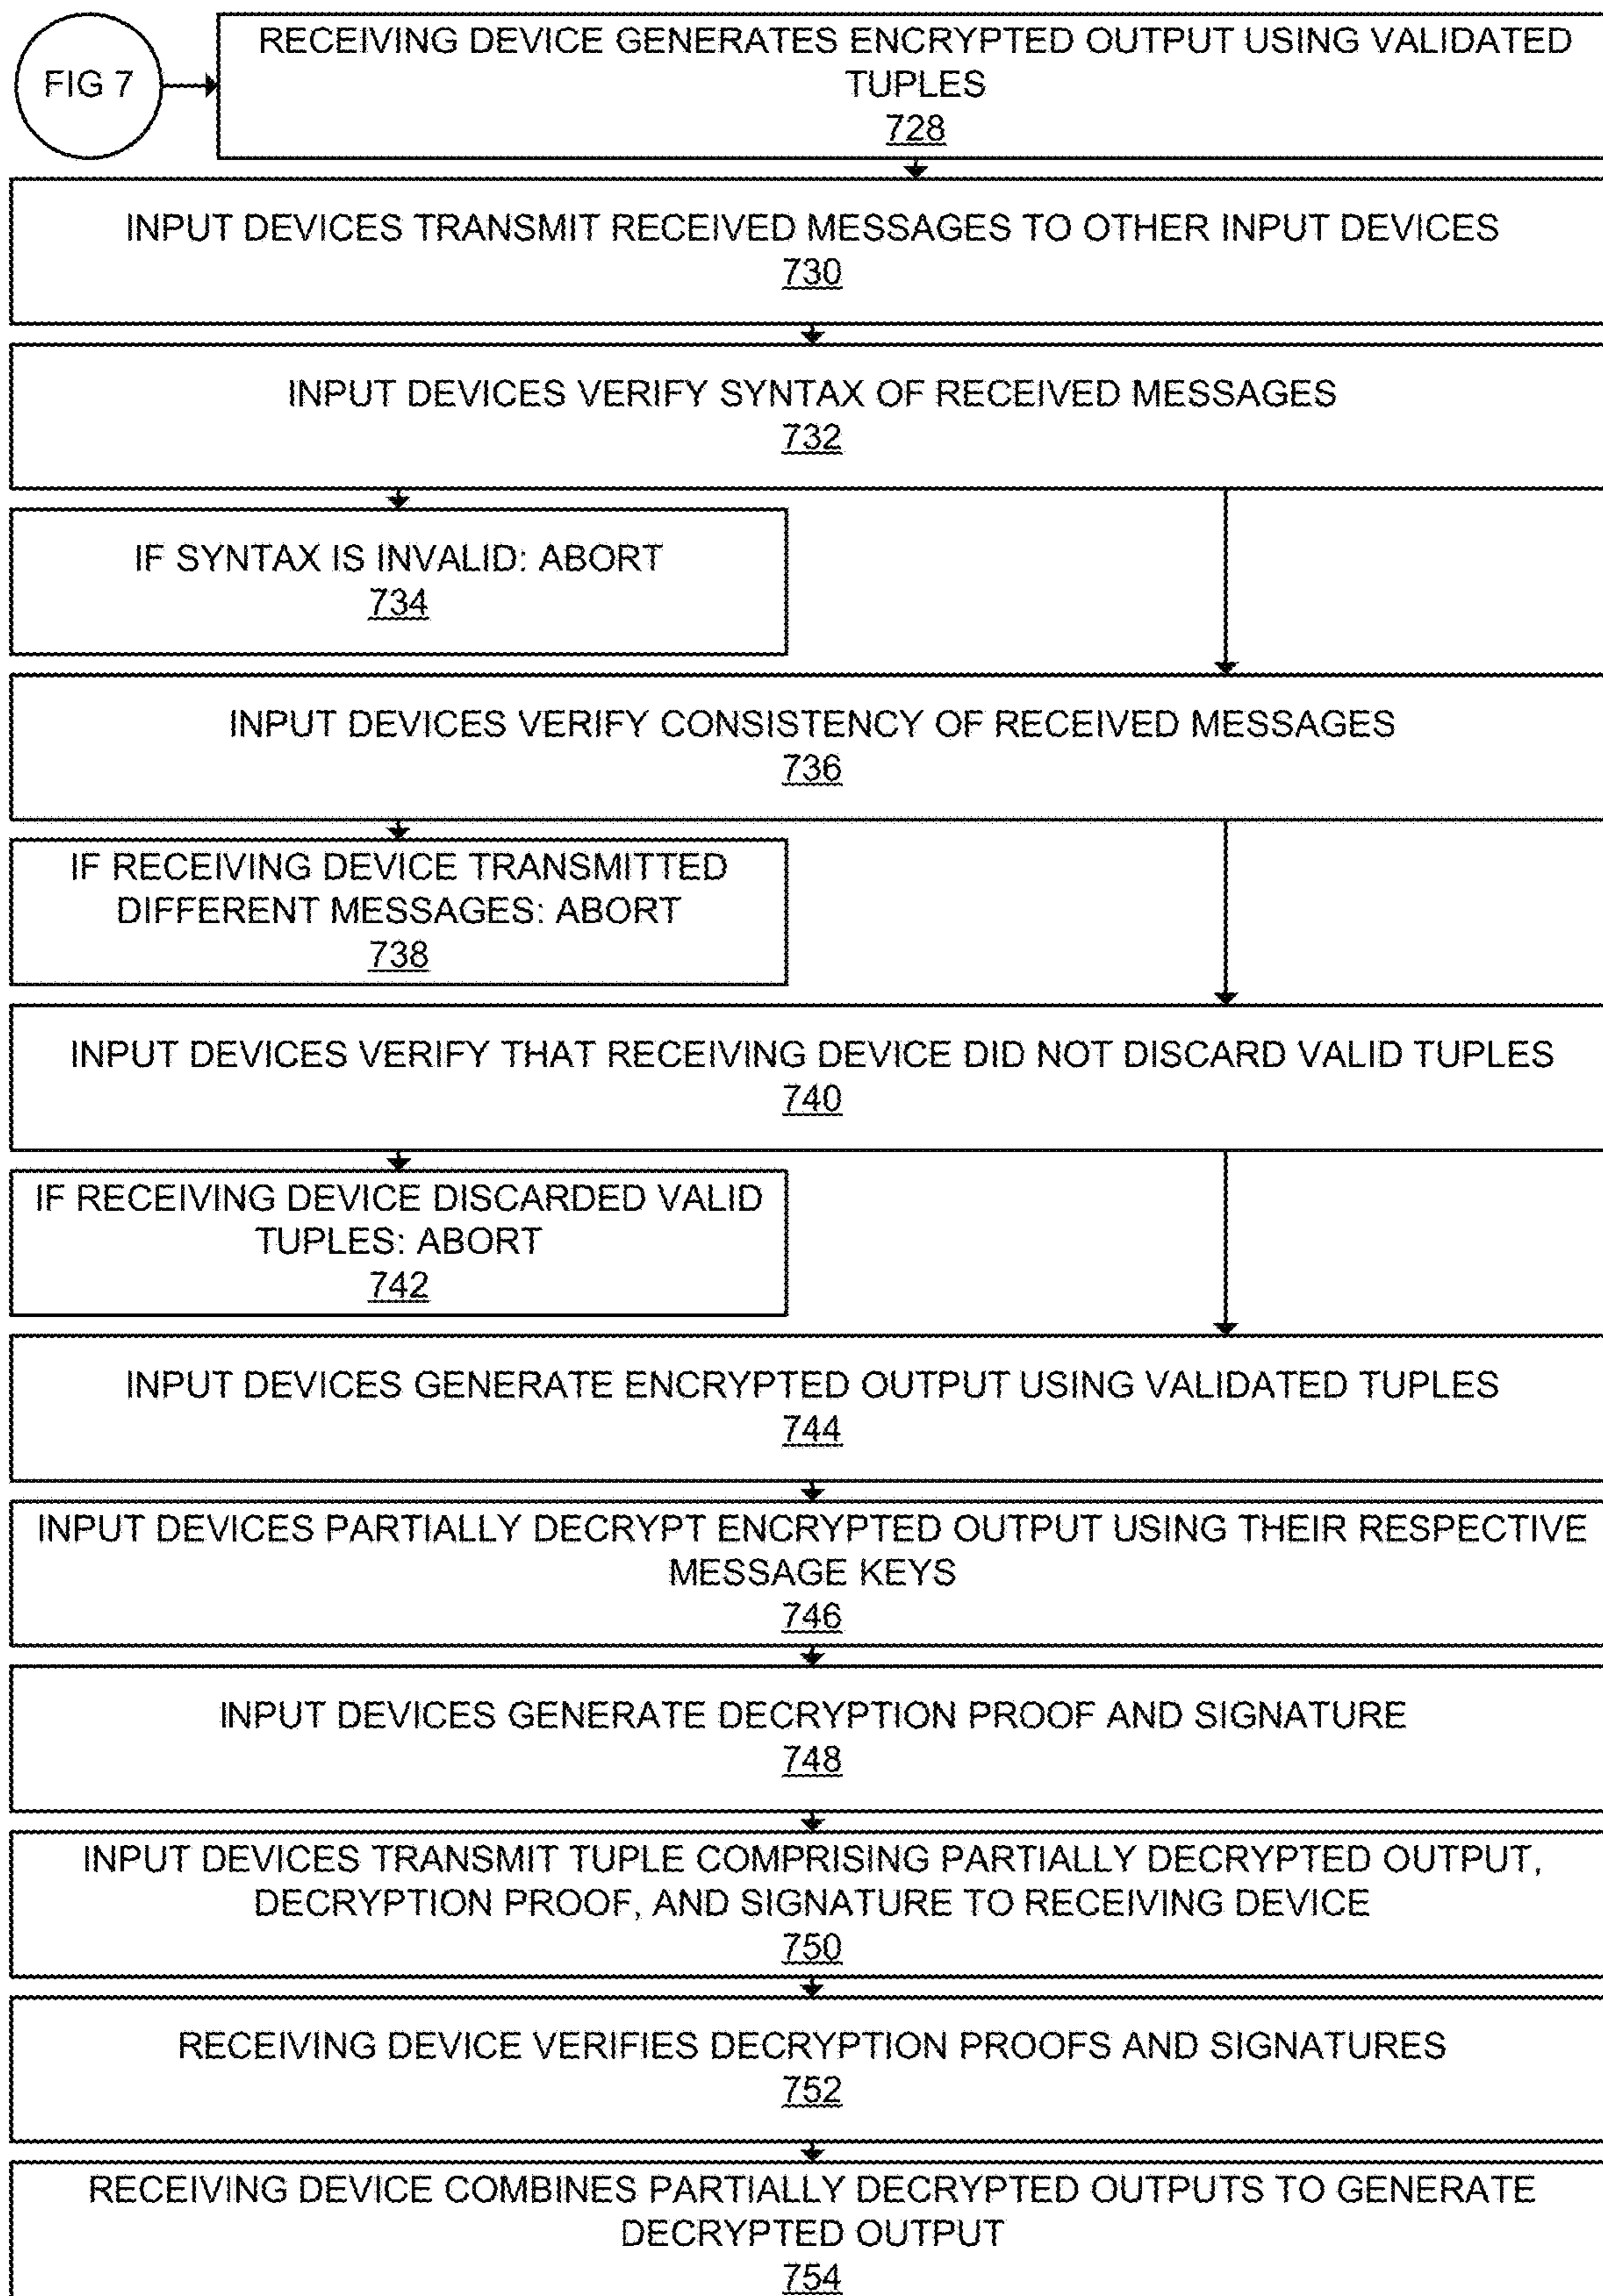 FIG 7
RECEIVING DEVICE GENERATES ENCRYPTED OUTPUT USING VALIDATED
TUPLES
728
INPUT DEVICES TRANSMIT RECEIVED MESSAGES TO OTHER INPUT DEVICES
730
INPUT DEVICES VERIFY SYNTAX OF RECEIVED MESSAGES
732
IF SYNTAX IS INVALID: ABORT
734
INPUT DEVICES VERIFY CONSISTENCY OF RECEIVED MESSAGES
736
IF RECEIVING DEVICE TRANSMITTED
DIFFERENT MESSAGES: ABORT
738
INPUT DEVICES VERIFY THAT RECEIVING DEVICE DID NOT DISCARD VALID TUPLES
740
IF RECEIVING DEVICE DISCARDED VALID
TUPLES: ABORT
742
INPUT DEVICES GENERATE ENCRYPTED OUTPUT USING VALIDATED TUPLES
744
INPUT DEVICES PARTIALLY DECRYPT ENCRYPTED OUTPUT USING THEIR RESPECTIVE
MESSAGE KEYS
746
INPUT DEVICES GENERATE DECRYPTION PROOF AND SIGNATURE
748
INPUT DEVICES TRANSMIT TUPLE COMPRISING PARTIALLY DECRYPTED OUTPUT,
DECRYPTION PROOF, AND SIGNATURE TO RECEIVING DEVICE
750
RECEIVING DEVICE VERIFIES DECRYPTION PROOFS AND SIGNATURES
752
RECEIVING DEVICE COMBINES PARTIALLY DECRYPTED OUTPUTS TO GENERATE
DECRYPTED OUTPUT
754